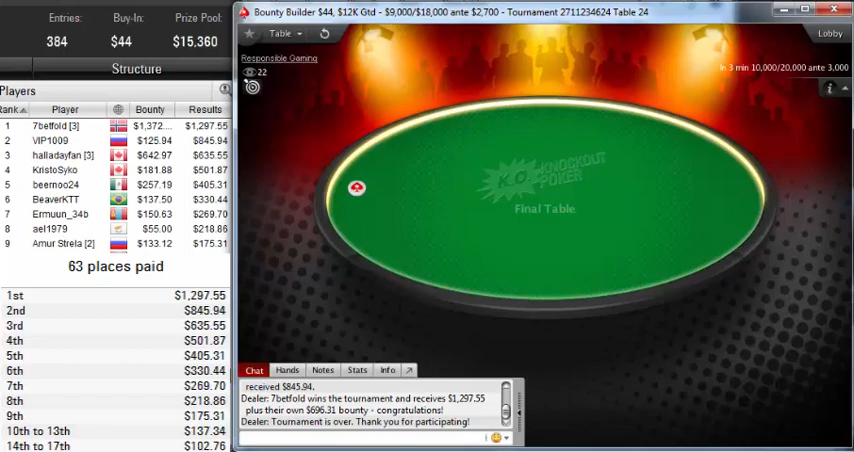 Entries: Buy-In: Prize Pool:
384 $44 $15,360
Structure
Players
Rank Player Bounty Results
1 7betfold [3] $1,372.... $1,297.55
2 VIP1009 $125.94 $845.94
3 halladayfan [3] $642.97 $635.55
4 KristoSyko $181.88 $501.87
5 beernoo24 $257.19 $405.31
6 BeaverKTT $137.50 $330.44
7 Ermuun_34b $150.63 $269.70
8 ael1979 $55.00 $218.86
9 Amur Strela [2] $133.12 $175.31
63 places paid
1st $1,297.55
2nd $845.94
3rd $635.55
4th $501.87
5th $405.31
6th $330.44
7th $269.70
8th $218.86
9th $175.31
10th to 13th $137.34
14th to 17th $102.76
Bounty Builder $44, $12K Gtd - $9,000/$18,000 ante $2,700 - Tournament 2711234624 Table 24
Table Lobby
Responsible Gaming
22
In 3 min 10,000/20,000 ante 3,000
K.O. KNOCKOUT
POKER
Final Table
Chat Hands Notes Stats Info
received $845.94.
Dealer: 7betfold wins the tournament and receives $1,297.55
plus their own $696.31 bounty - congratulations!
Dealer: Tournament is over. Thank you for participating!